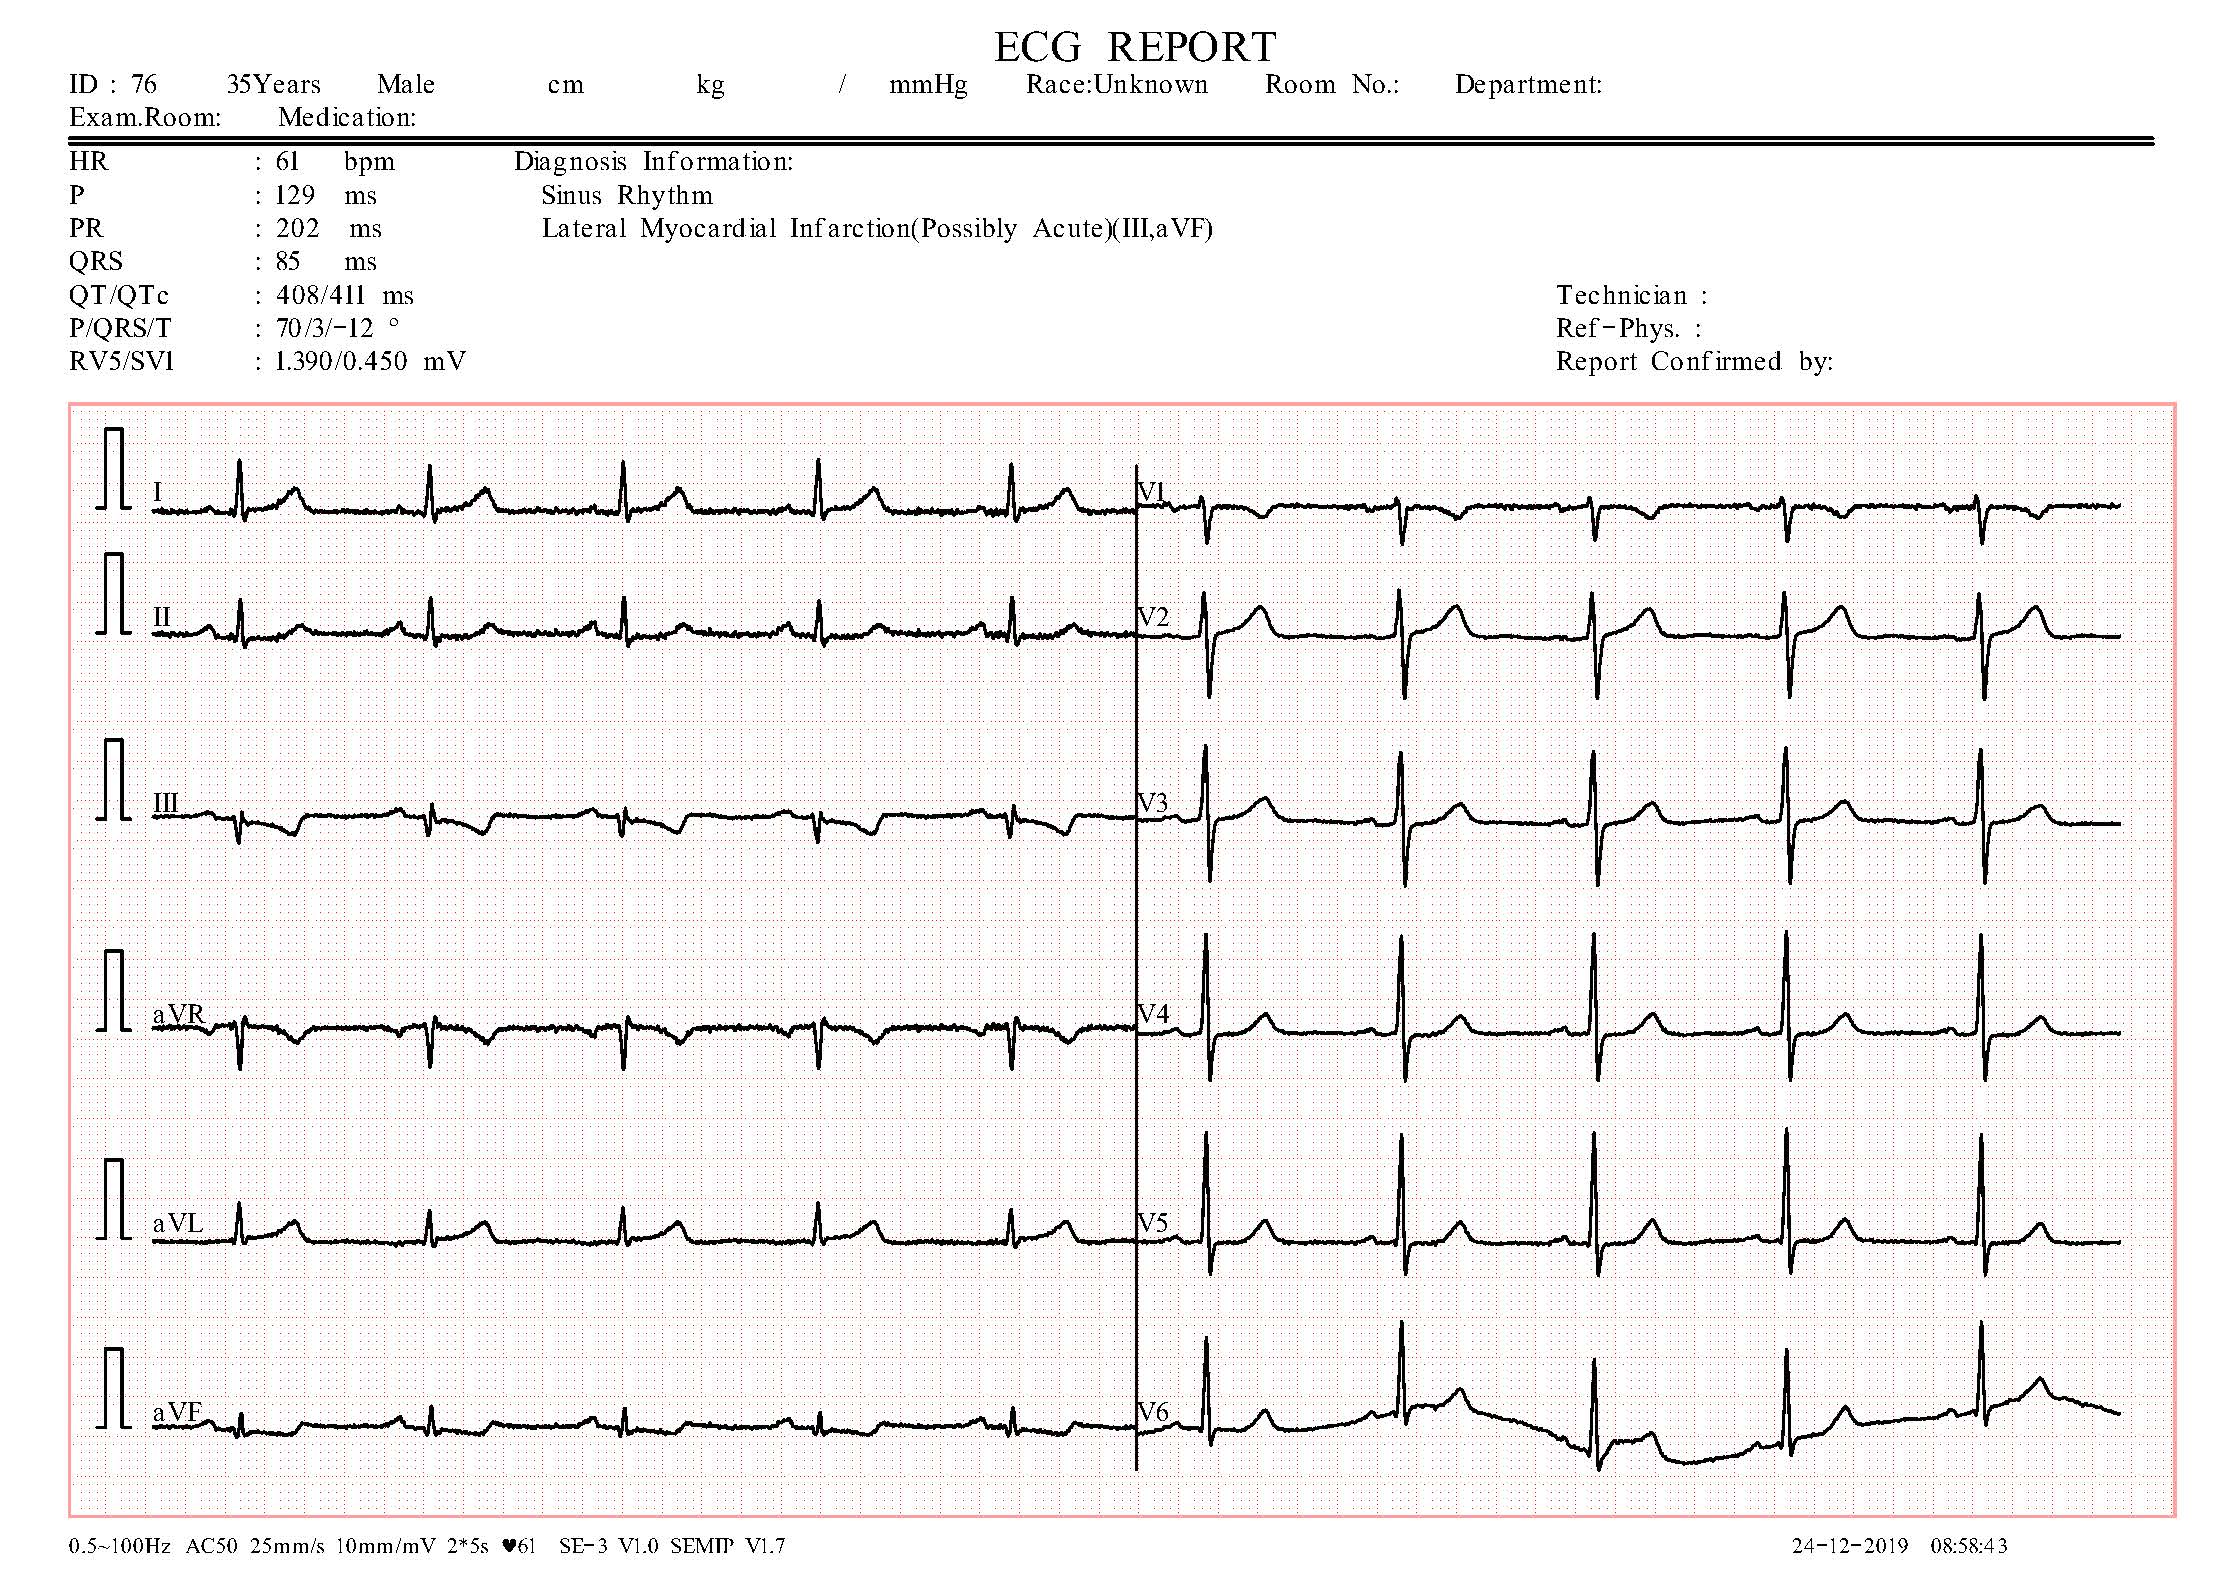 ECG REPORT
ID : 76 35Years Male cm kg / mmHg Race:Unknown Room No.: Department:
Exam.Room: Medication:
HR : 61 bpm Diagnosis Information:
P : 129 ms Sinus Rhythm
PR : 202 ms Lateral Myocardial Infarction(Possibly Acute)(III,aVF)
QRS : 85 ms
QT/QTc : 408/411 ms Technician :
P/QRS/T : 70/3/-12 ° Ref-Phys. :
RV5/SV1 : 1.390/0.450 mV Report Confirmed by:
I V1
II V2
III V3
aVR V4
aVL V5
aVF V6
0.5~100Hz AC50 25mm/s 10mm/mV 2*5s ♥61 SE-3 V1.0 SEMIP V1.7 24-12-2019 08:58:43